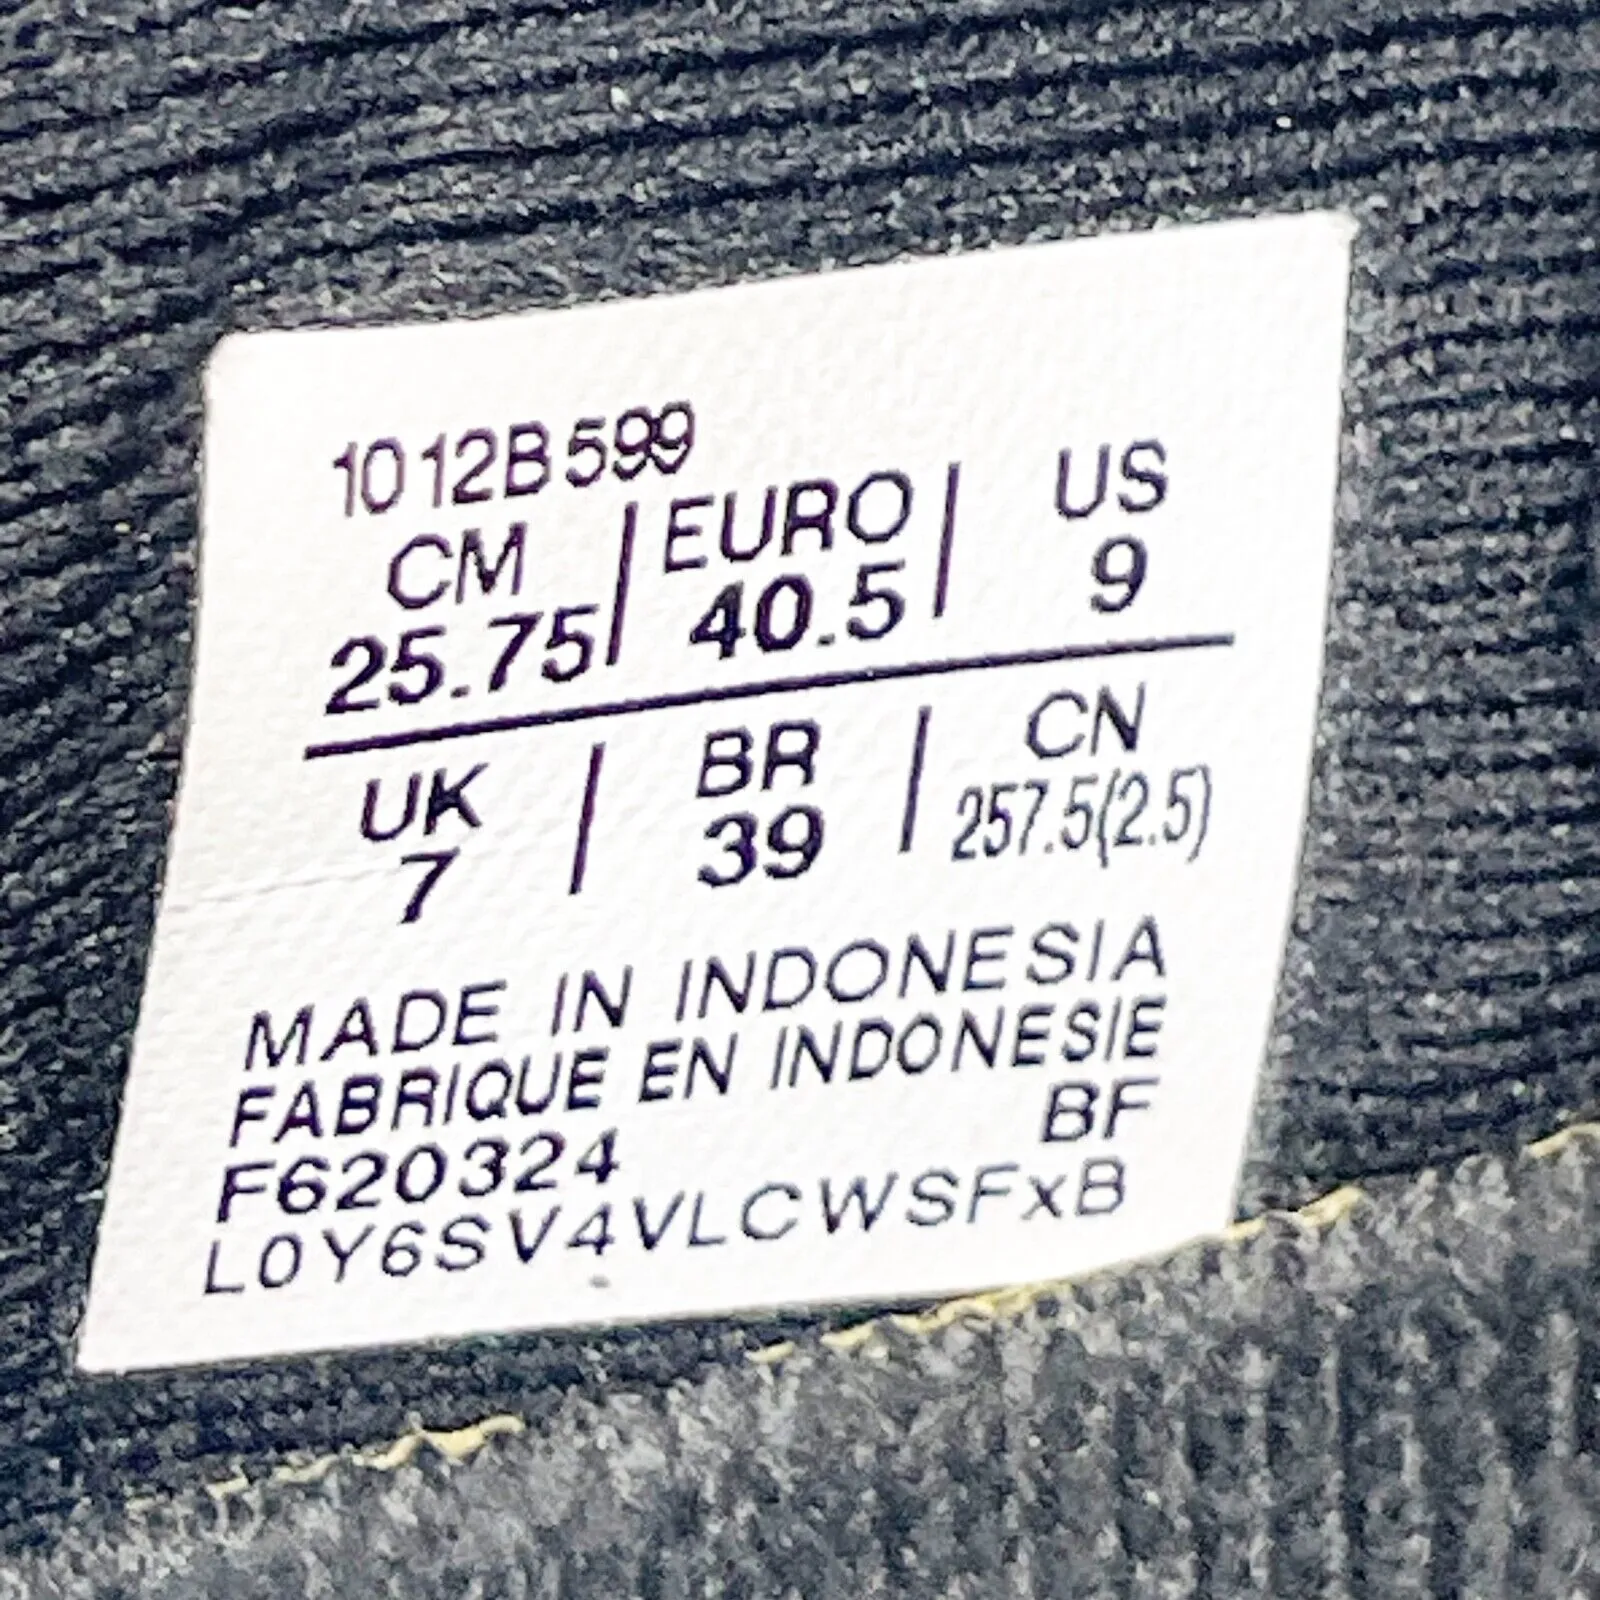 1012B599
CM | EURO | US
25.75 | 40.5 | 9
UK | BR | CN
7 | 39 | 257.5(2.5)
MADE IN INDONESIA
FABRIQUE EN INDONESIE
F620324 BF
L0Y6SV4VLCWSFxB